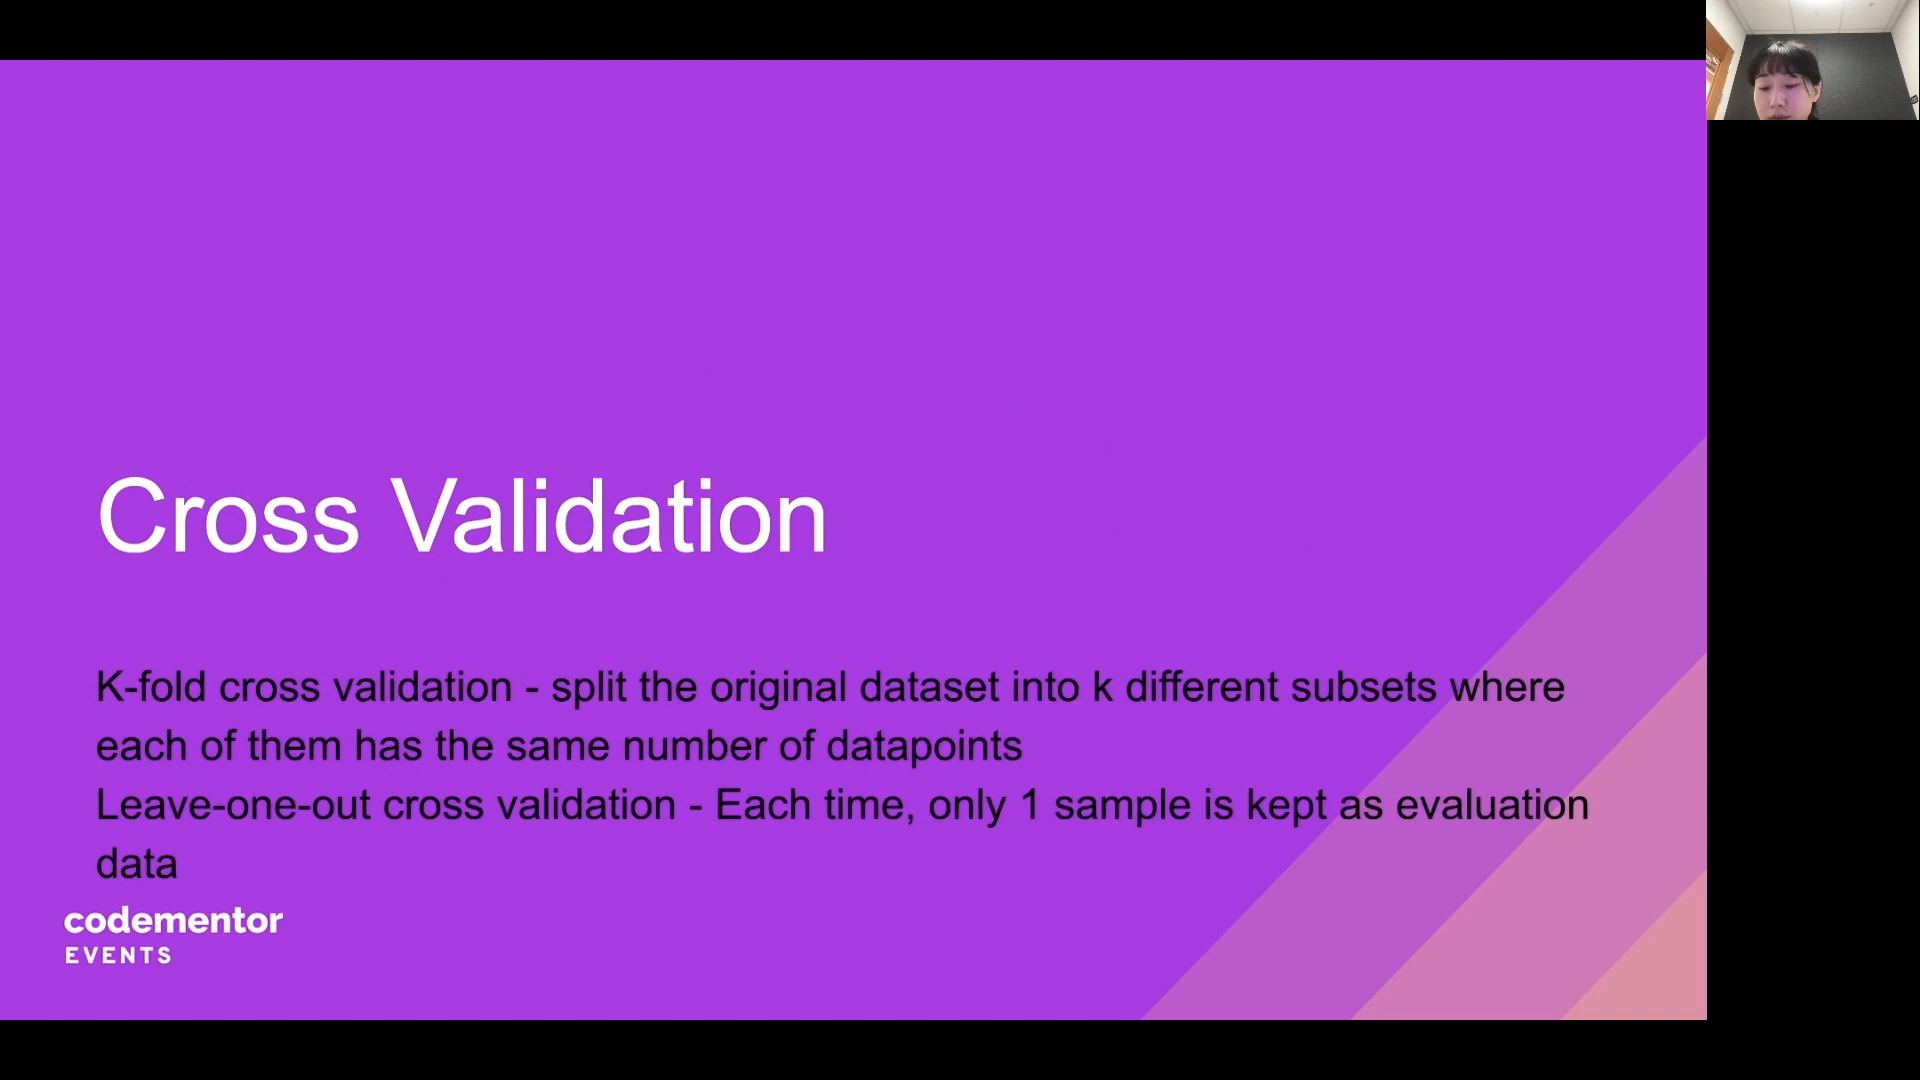 Cross Validation
K-fold cross validation - split the original dataset into k different subsets where
each of them has the same number of datapoints
Leave-one-out cross validation - Each time, only 1 sample is kept as evaluation
data
codementor
EVENTS